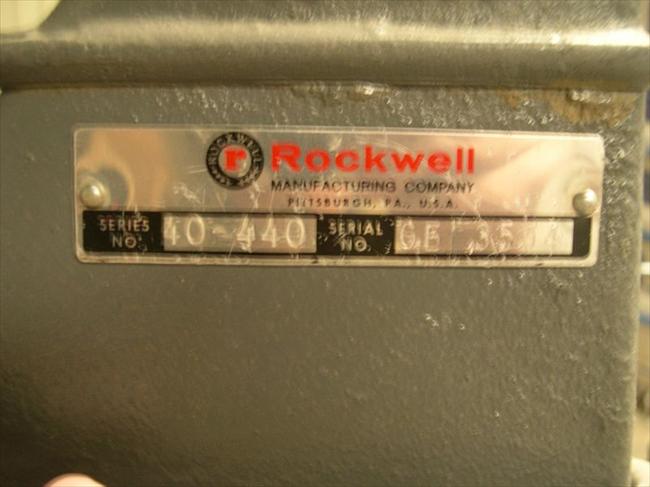 r Rockwell
MANUFACTURING COMPANY
PITTSBURGH, PA., U.S.A.
SERIES NO. 40-440 SERIAL NO.